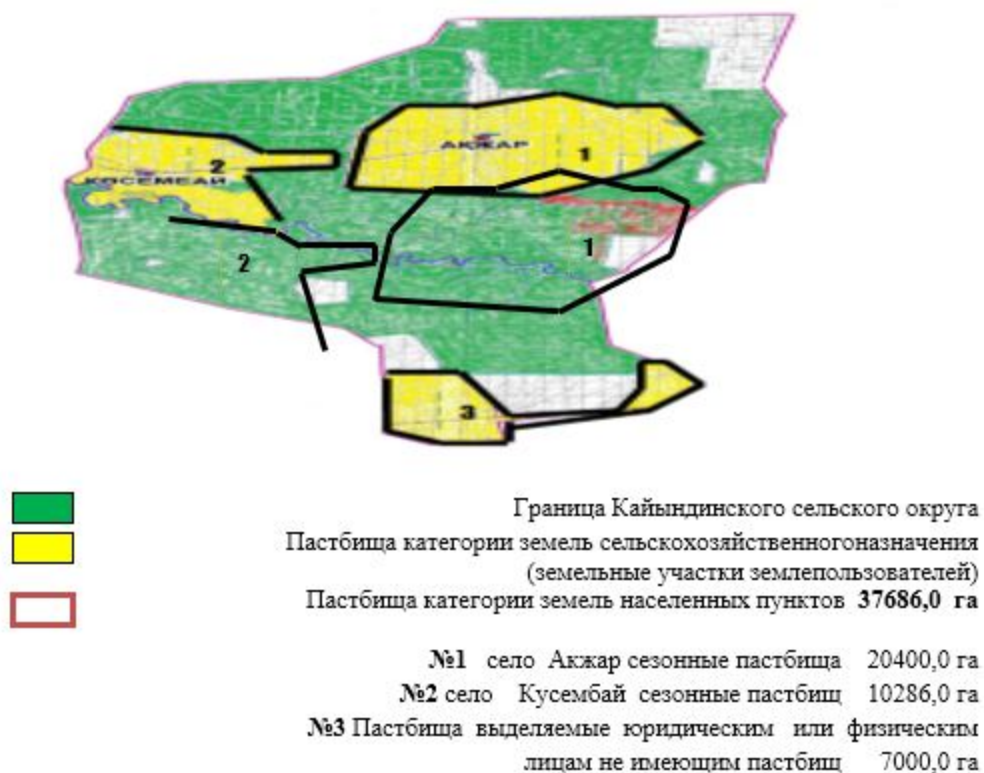 АКЖАР
1
2
КОСЕМБАЙ
1
2
3
Граница Кайындинского сельского округа
Пастбища категории земель сельскохозяйственногоназначения
(земельные участки землепользователей)
Пастбища категории земель населенных пунктов 37686,0 га
№1 село Акжар сезонные пастбища 20400,0 га
№2 село Кусембай сезонные пастбищ 10286,0 га
№3 Пастбища выделяемые юридическим или физическим
лицам не имеющим пастбищ 7000,0 га